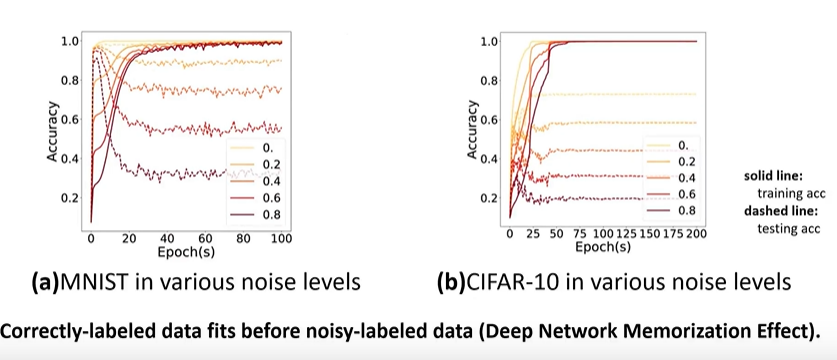 1.0
0.8
0.6
0.4
0.2
Accuracy
0.
0.2
0.4
0.6
0.8
0 20 40 60 80 100
Epoch(s)
(a)MNIST in various noise levels
1.0
0.8
0.6
0.4
0.2
Accuracy
0.
0.2
0.4
0.6
0.8
0 25 50 75 100 125 150 175 200
Epoch(s)
(b)CIFAR-10 in various noise levels
solid line:
training acc
dashed line:
testing acc
Correctly-labeled data fits before noisy-labeled data (Deep Network Memorization Effect).